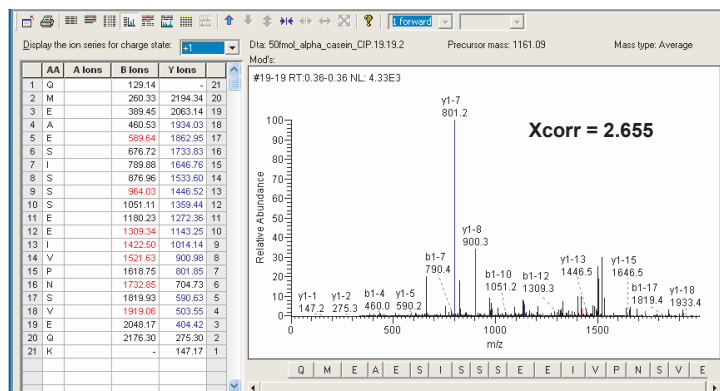 1 forward
Display the ion series for charge state: +1
Dta: 50fmol_alpha_casein_CIP.19.19.2 Precursor mass: 1161.09 Mass type: Average
Mod's:
AA A Ions B Ions Y Ions
1 Q 129.14 - 21
2 M 260.33 2194.34 20
3 E 389.45 2063.14 19
4 A 460.53 1934.03 18
5 E 589.64 1862.95 17
6 S 676.72 1733.83 16
7 I 789.88 1646.76 15
8 S 876.96 1533.60 14
9 S 964.03 1446.52 13
10 S 1051.11 1359.44 12
11 E 1180.23 1272.36 11
12 E 1309.34 1143.25 10
13 I 1422.50 1014.14 9
14 V 1521.63 900.98 8
15 P 1618.75 801.85 7
16 N 1732.85 704.73 6
17 S 1819.93 590.63 5
18 V 1919.06 503.55 4
19 E 2048.17 404.42 3
20 Q 2176.30 275.30 2
21 K - 147.17 1
#19-19 RT:0.36-0.36 NL: 4.33E3
y1-7
801.2
Xcorr = 2.655
100
90
80
70
60
50
40
30
20
10
0
Relative Abundance
y1-8
900.3
b1-7
790.4
y1-13
1446.5
y1-15
1646.5
b1-10
1051.2
b1-12
1309.3
b1-17
1819.4
y1-18
1933.4
y1-1
147.2
y1-2
275.3
b1-4
460.0
y1-5
590.2
0 500 1000 1500
m/z
Q M E A E S I S S S E E I V P N S V E